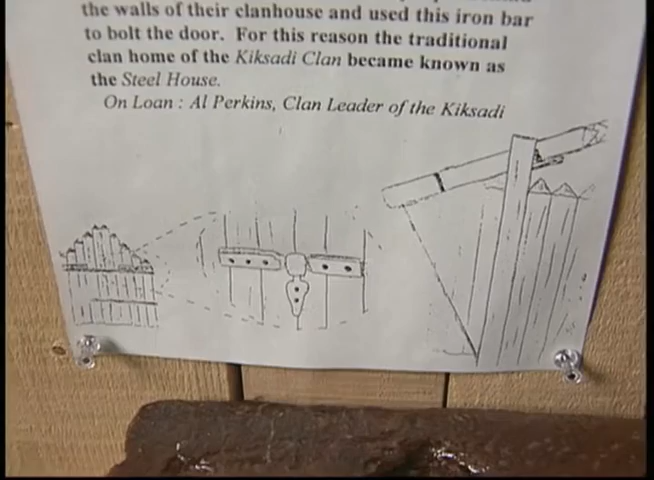 the walls of their clanhouse and used this iron bar
to bolt the door. For this reason the traditional
clan home of the Kiksadi Clan became known as
the Steel House.
On Loan : Al Perkins, Clan Leader of the Kiksadi